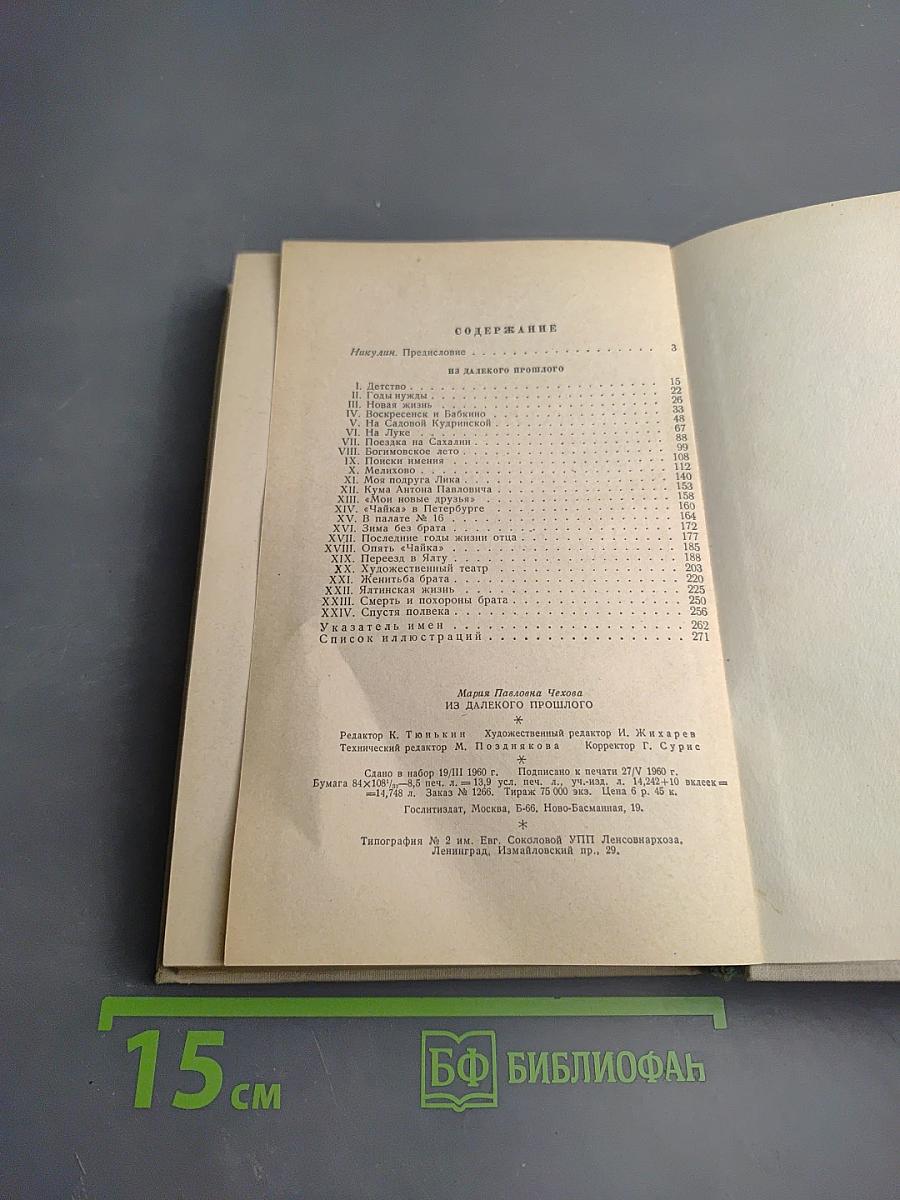 СОДЕРЖАНИЕ
Никулин. Предисловие . . . . . . . . . . . . . . . . . . 3
ИЗ ДАЛЕКОГО ПРОШЛОГО
I. Детство . . . . . . . . . . . . . . . . . . . . . . . 15
II. Годы нужды . . . . . . . . . . . . . . . . . . . . . 22
III. Новая жизнь . . . . . . . . . . . . . . . . . . . . 26
IV. Воскресенск и Бабкино . . . . . . . . . . . . . . . . 33
V. На Садовой Кудринской . . . . . . . . . . . . . . . . 48
VI. На Луке . . . . . . . . . . . . . . . . . . . . . . . 67
VII. Поездка на Сахалин . . . . . . . . . . . . . . . . . 88
VIII. Богимовское лето . . . . . . . . . . . . . . . . . . 99
IX. Поиски имения . . . . . . . . . . . . . . . . . . . . 108
X. Мелихово . . . . . . . . . . . . . . . . . . . . . . . 112
XI. Моя подруга Лика . . . . . . . . . . . . . . . . . . . 140
XII. Кума Антона Павловича . . . . . . . . . . . . . . . . 153
XIII. «Мои новые друзья» . . . . . . . . . . . . . . . . . 158
XIV. «Чайка» в Петербурге . . . . . . . . . . . . . . . . 160
XV. В палате № 16 . . . . . . . . . . . . . . . . . . . . 164
XVI. Зима без брата . . . . . . . . . . . . . . . . . . . 172
XVII. Последние годы жизни отца . . . . . . . . . . . . . 177
XVIII. Опять «Чайка» . . . . . . . . . . . . . . . . . . . 185
XIX. Переезд в Ялту . . . . . . . . . . . . . . . . . . . 188
XX. Художественный театр . . . . . . . . . . . . . . . . 203
XXI. Женитьба брата . . . . . . . . . . . . . . . . . . . 220
XXII. Ялтинская жизнь . . . . . . . . . . . . . . . . . . 225
XXIII. Смерть и похороны брата . . . . . . . . . . . . . . 250
XXIV. Спустя полвека . . . . . . . . . . . . . . . . . . . 256
Указатель имен . . . . . . . . . . . . . . . . . . . . . 262
Список иллюстраций . . . . . . . . . . . . . . . . . . . 271
Мария Павловна Чехова
ИЗ ДАЛЕКОГО ПРОШЛОГО
*
Редактор К. Тюнькин Художественный редактор И. Жихарев
Технический редактор М. Позднякова Корректор Г. Сурис
*
Сдано в набор 19/III 1960 г. Подписано к печати 27/V 1960 г.
Бумага 84×108¹/₃₁—8,5 печ. л. = 13,9 усл. печ. л., уч.-изд. л. 14,242+10 вклеек =
=14,748 л. Заказ № 1266. Тираж 75 000 экз. Цена 6 р. 45 к.
Гослитиздат, Москва, Б-66, Ново-Басманная, 19.
*
Типография № 2 им. Евг. Соколовой УПП Ленсовнархоза.
Ленинград, Измайловский пр., 29.
15 см
БФ БИБЛИОФАН